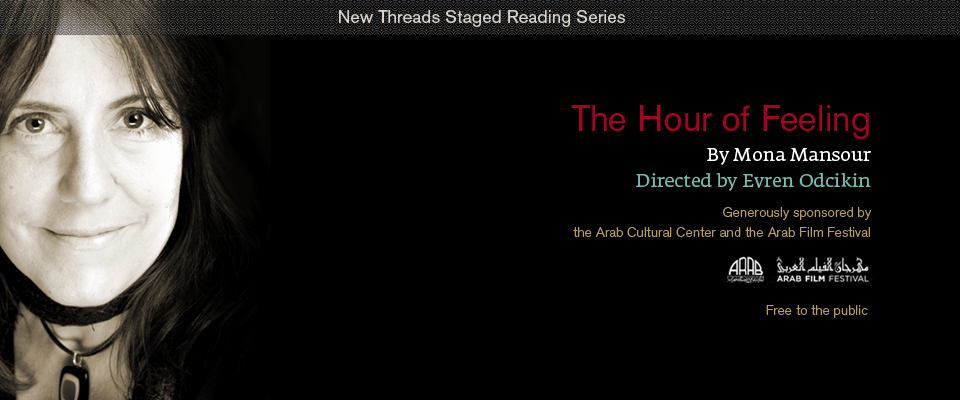 New Threads Staged Reading Series
The Hour of Feeling
By Mona Mansour
Directed by Evren Odcikin
Generously sponsored by
the Arab Cultural Center and the Arab Film Festival
ARAB
مهرجان الفيلم العربي
ARAB FILM FESTIVAL
Free to the public